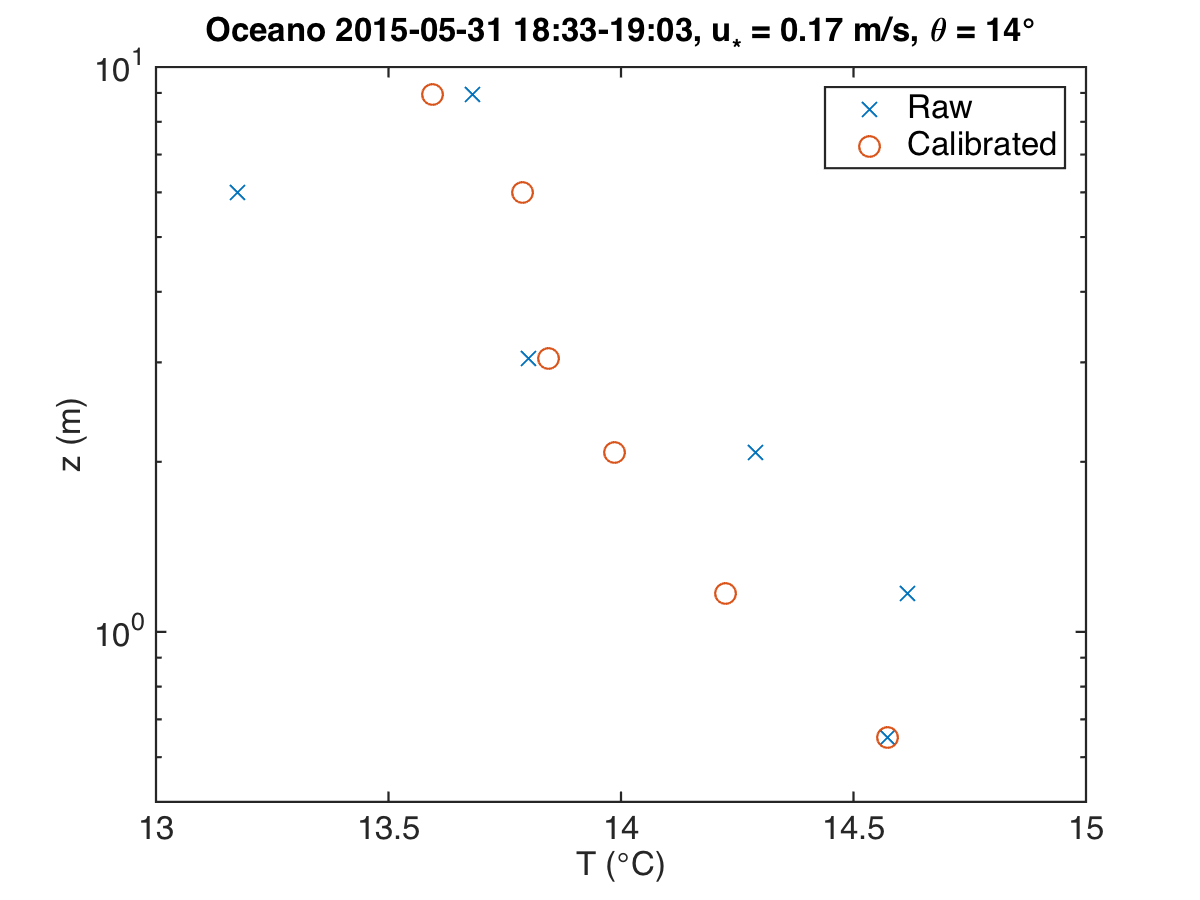 Oceano 2015-05-31 18:33-19:03, u* = 0.17 m/s, θ = 14°
10¹
Raw
Calibrated
z (m)
10⁰
13 13.5 14 14.5 15
T (°C)